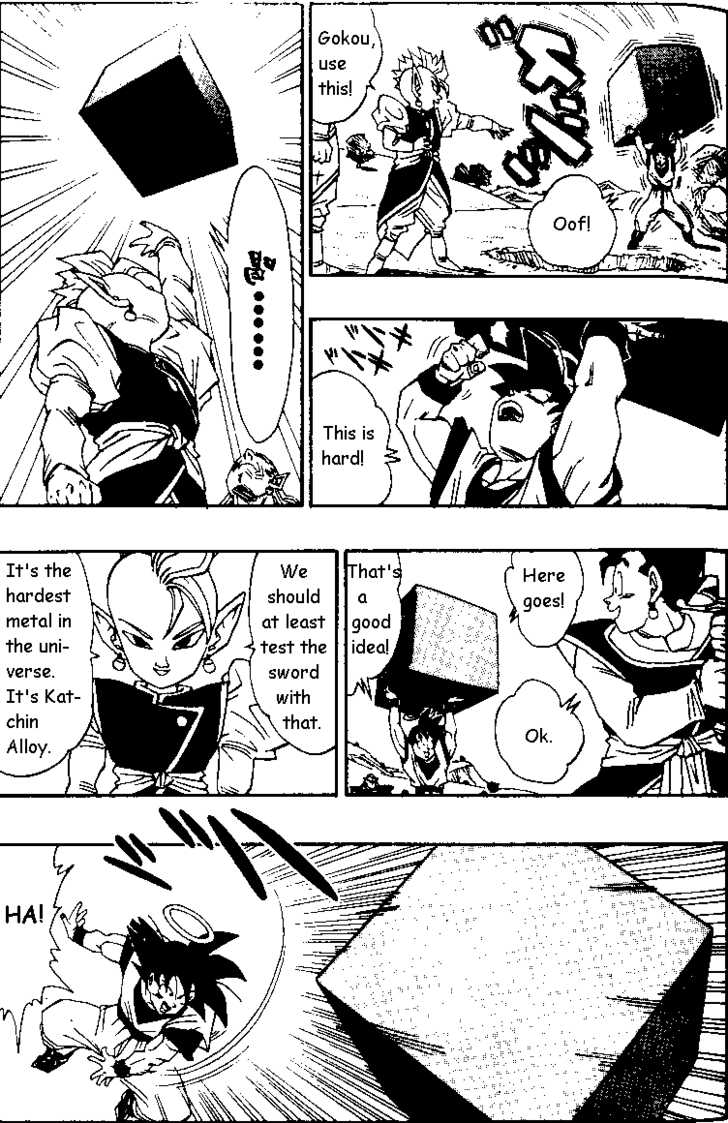 Gokou,
use
this!
Oof!
This is
hard!
It's the
hardest
metal in
the uni-
verse.
It's Kat-
chin
Alloy.
We
should
at least
test the
sword
with
that.
That's
a
good
idea!
Here
goes!
Ok.
HA!